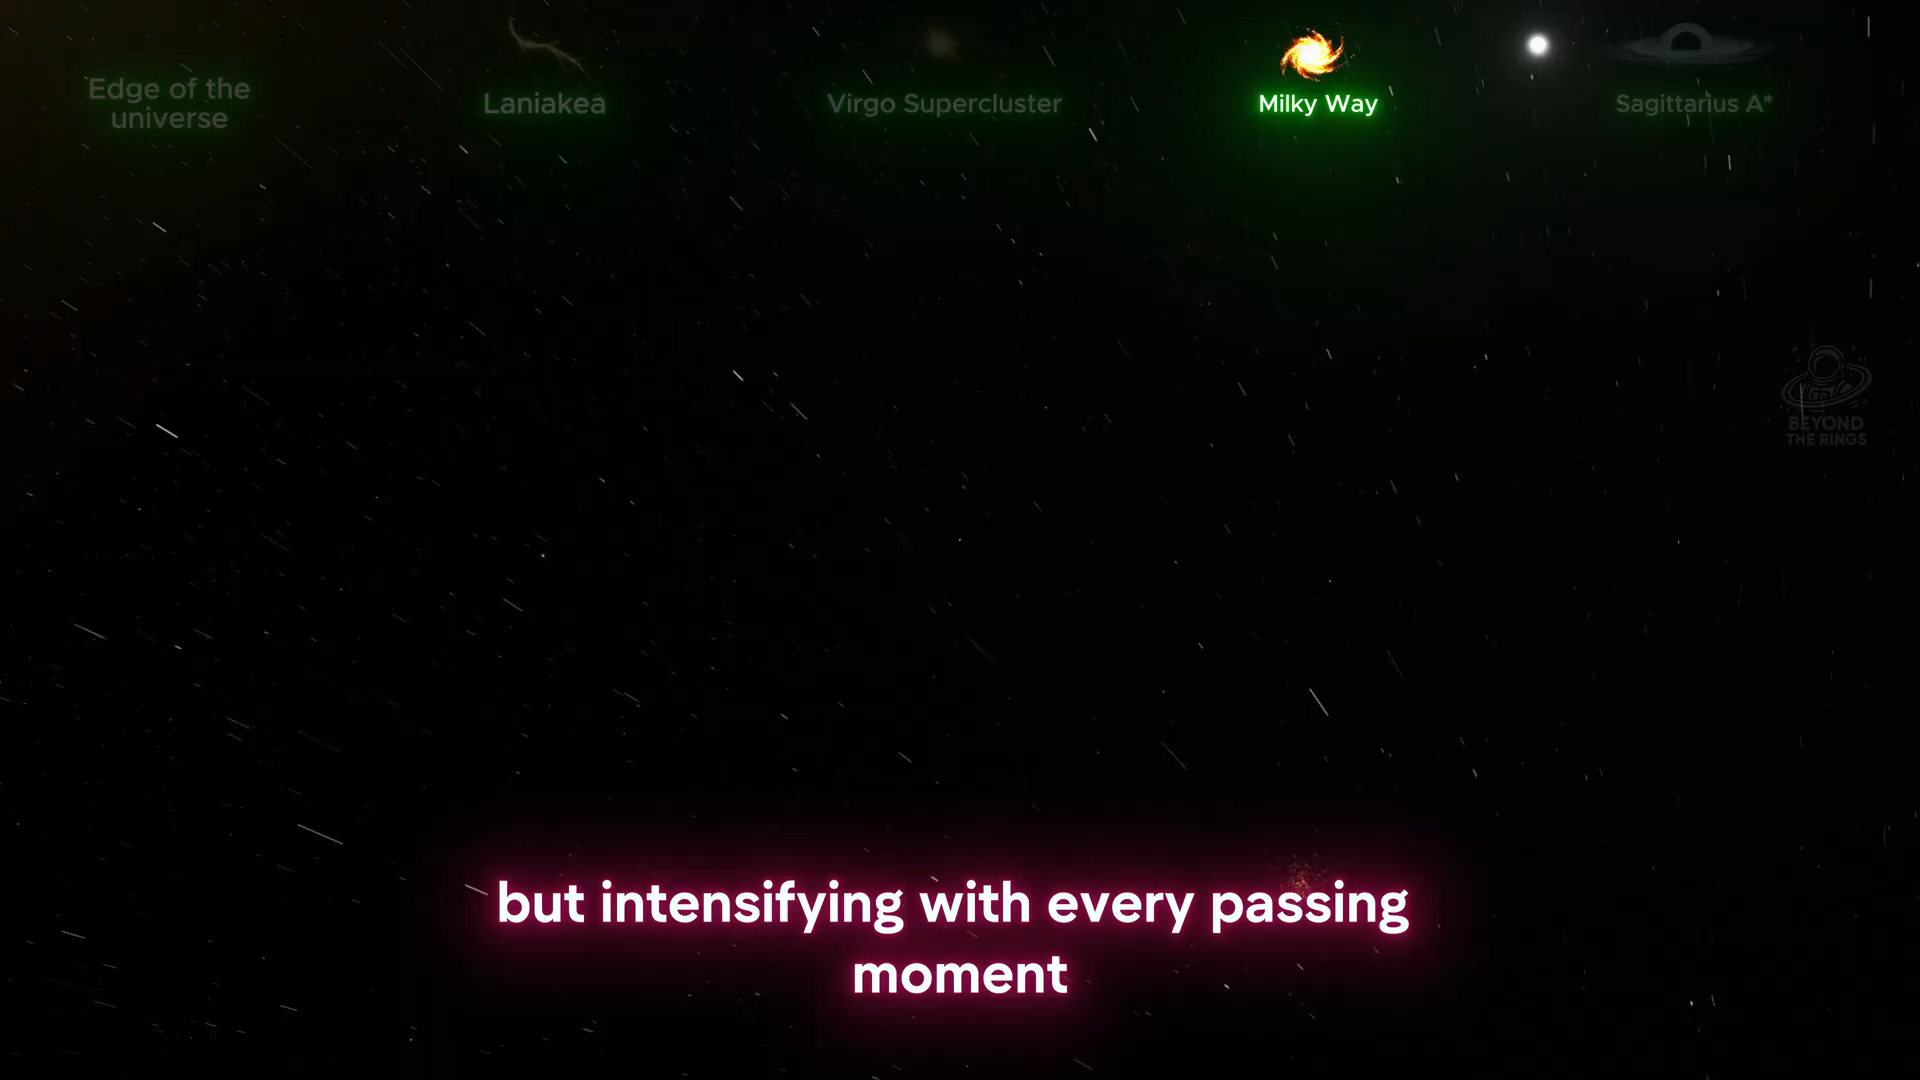 Edge of the
universe
Laniakea
Virgo Supercluster
Milky Way
Sagittarius A*
BEYOND
THE RINGS
but intensifying with every passing
moment